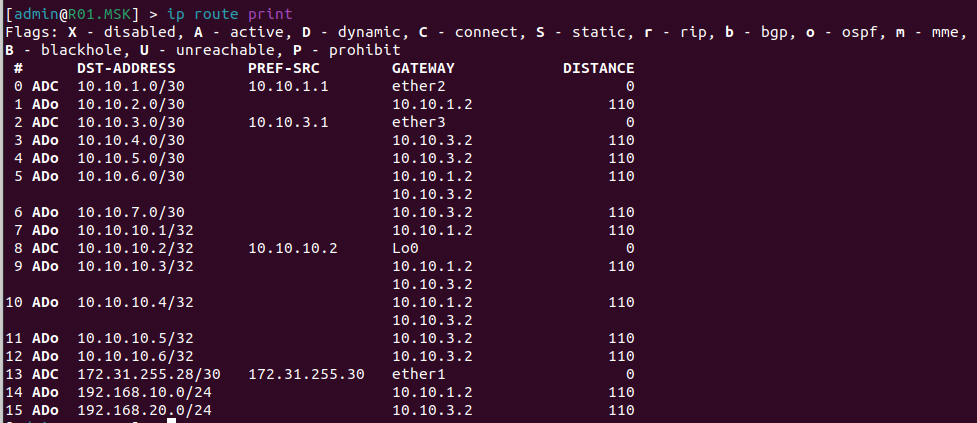 [admin@R01.MSK] > ip route print
Flags: X - disabled, A - active, D - dynamic, C - connect, S - static, r - rip, b - bgp, o - ospf, m - mme,
B - blackhole, U - unreachable, P - prohibit
 #      DST-ADDRESS        PREF-SRC        GATEWAY            DISTANCE
 0 ADC  10.10.1.0/30       10.10.1.1       ether2                    0
 1 ADo  10.10.2.0/30                       10.10.1.2               110
 2 ADC  10.10.3.0/30       10.10.3.1       ether3                    0
 3 ADo  10.10.4.0/30                       10.10.3.2               110
 4 ADo  10.10.5.0/30                       10.10.3.2               110
 5 ADo  10.10.6.0/30                       10.10.1.2               110
                                           10.10.3.2
 6 ADo  10.10.7.0/30                       10.10.3.2               110
 7 ADo  10.10.10.1/32                      10.10.1.2               110
 8 ADC  10.10.10.2/32      10.10.10.2      Lo0                       0
 9 ADo  10.10.10.3/32                      10.10.1.2               110
                                           10.10.3.2
10 ADo  10.10.10.4/32                      10.10.1.2               110
                                           10.10.3.2
11 ADo  10.10.10.5/32                      10.10.3.2               110
12 ADo  10.10.10.6/32                      10.10.3.2               110
13 ADC  172.31.255.28/30   172.31.255.30   ether1                    0
14 ADo  192.168.10.0/24                    10.10.1.2               110
15 ADo  192.168.20.0/24                    10.10.3.2               110